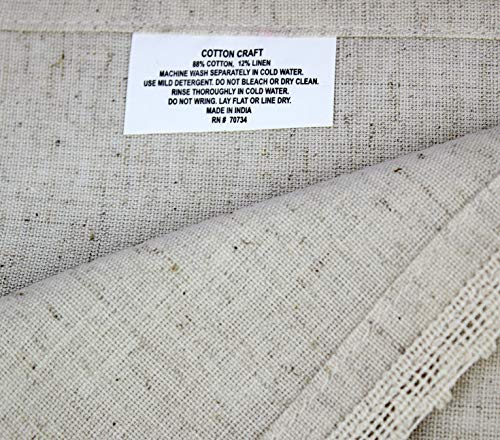 COTTON CRAFT
88% COTTON, 12% LINEN
MACHINE WASH SEPARATELY IN COLD WATER.
USE MILD DETERGENT. DO NOT BLEACH OR DRY CLEAN.
RINSE THOROUGHLY IN COLD WATER.
DO NOT WRING. LAY FLAT OR LINE DRY.
MADE IN INDIA
RN# 70734